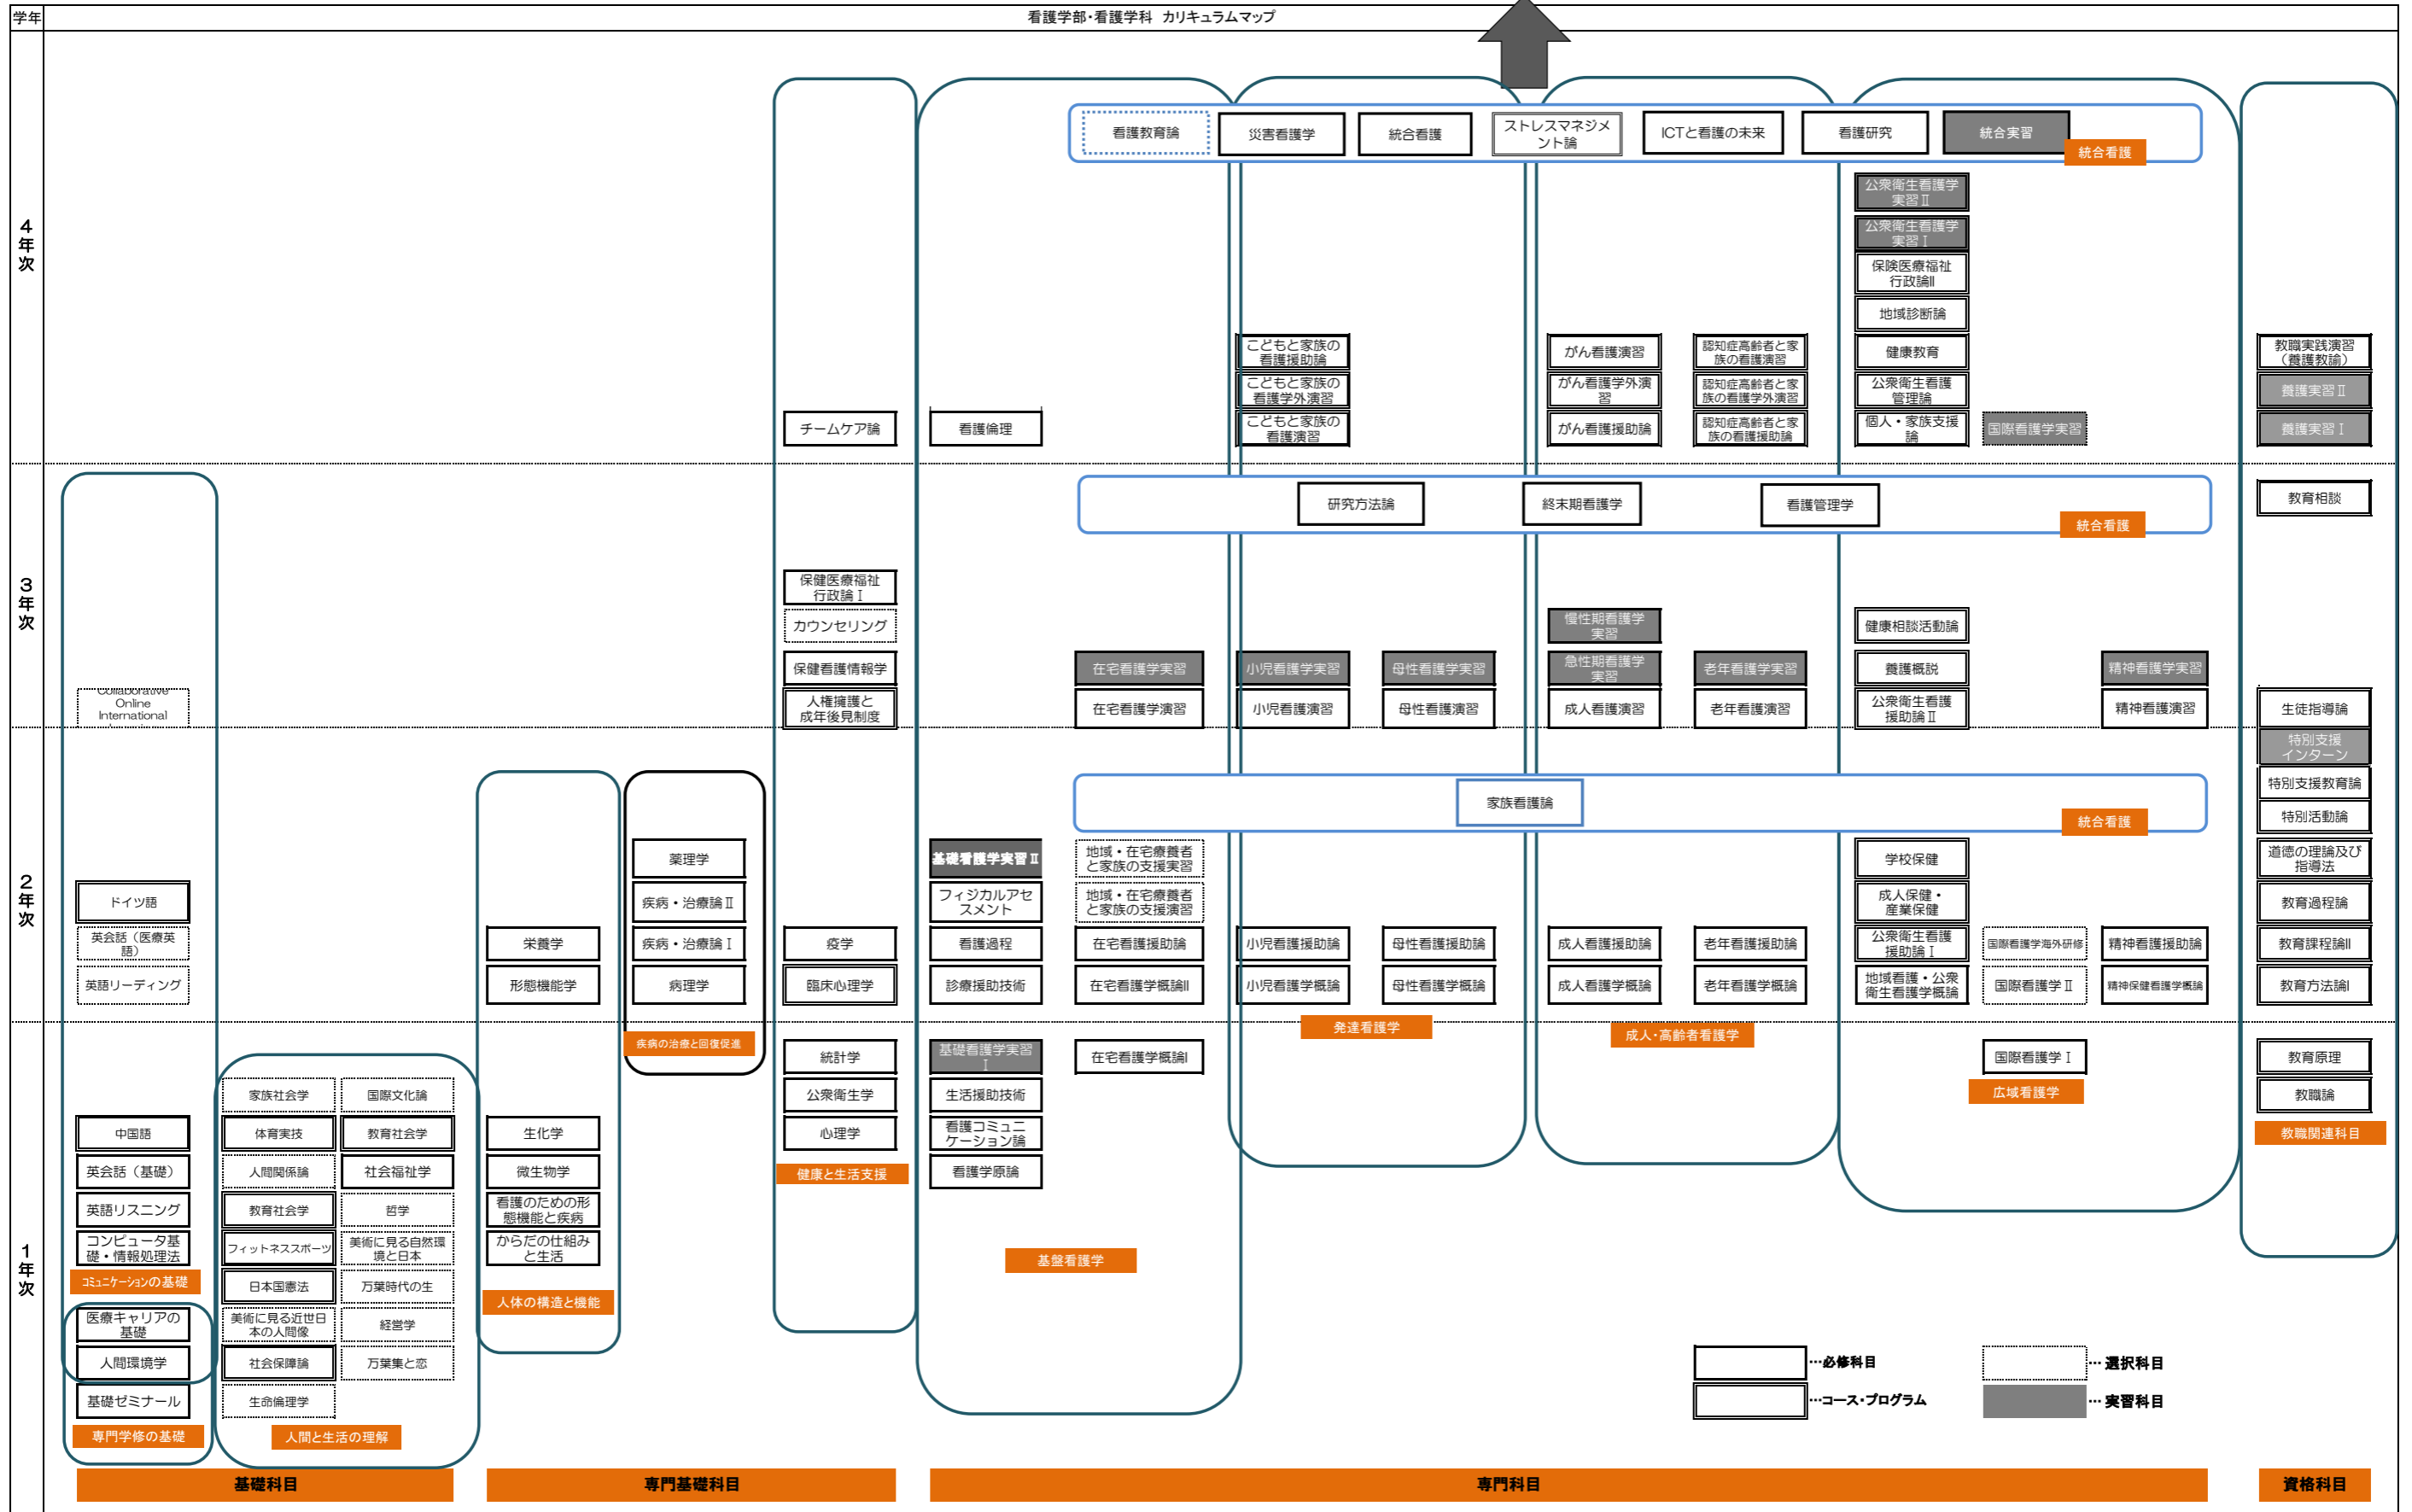 学年
看護学部・看護学科 カリキュラムマップ
4年次
看護教育論
災害看護学
統合看護
ストレスマネジメ
ント論
ICTと看護の未来
看護研究
統合実習
統合看護
公衆衛生看護学
実習Ⅱ
公衆衛生看護学
実習Ⅰ
保険医療福祉
行政論Ⅱ
地域診断論
こどもと家族の
看護援助論
がん看護演習
認知症高齢者と家
族の看護演習
健康教育
教職実践演習
（養護教諭）
こどもと家族の
看護学外演習
がん看護学外演
習
認知症高齢者と家
族の看護学外演習
公衆衛生看護
管理論
養護実習Ⅱ
チームケア論
看護倫理
こどもと家族の
看護演習
がん看護援助論
認知症高齢者と家
族の看護援助論
個人・家族支援
論
国際看護学実習
養護実習Ⅰ
3年次
研究方法論
終末期看護学
看護管理学
統合看護
教育相談
保健医療福祉
行政論Ⅰ
カウンセリング
慢性期看護学
実習
健康相談活動論
保健看護情報学
在宅看護学実習
小児看護学実習
母性看護学実習
急性期看護学
実習
老年看護学実習
養護概説
精神看護学実習
Collaborative
Online
International
人権擁護と
成年後見制度
在宅看護学演習
小児看護演習
母性看護演習
成人看護演習
老年看護演習
公衆衛生看護
援助論Ⅱ
精神看護演習
生徒指導論
2年次
特別支援
インターン
特別支援教育論
家族看護論
統合看護
特別活動論
薬理学
基礎看護学実習Ⅱ
地域・在宅療養者
と家族の支援実習
学校保健
道徳の理論及び
指導法
ドイツ語
疾病・治療論Ⅱ
フィジカルアセ
スメント
地域・在宅療養者
と家族の支援演習
成人保健・
産業保健
教育過程論
英会話（医療英
語）
栄養学
疾病・治療論Ⅰ
疫学
看護過程
在宅看護援助論
小児看護援助論
母性看護援助論
成人看護援助論
老年看護援助論
公衆衛生看護
援助論Ⅰ
国際看護学海外研修
精神看護援助論
教育課程論Ⅱ
英語リーディング
形態機能学
病理学
臨床心理学
診療援助技術
在宅看護学概論Ⅱ
小児看護学概論
母性看護学概論
成人看護学概論
老年看護学概論
地域看護・公衆
衛生看護学概論
国際看護学Ⅱ
精神保健看護学概論
教育方法論Ⅰ
1年次
発達看護学
成人・高齢者看護学
疾病の治療と回復促進
統計学
基礎看護学実習
Ⅰ
在宅看護学概論Ⅰ
国際看護学Ⅰ
教育原理
家族社会学
国際文化論
公衆衛生学
生活援助技術
広域看護学
教職論
中国語
体育実技
教育社会学
生化学
心理学
看護コミュニ
ケーション論
教職関連科目
英会話（基礎）
人間関係論
社会福祉学
微生物学
健康と生活支援
看護学原論
英語リスニング
教育社会学
哲学
看護のための形
態機能と疾病
コンピュータ基
礎・情報処理法
フィットネススポーツ
美術に見る自然環
境と日本
からだの仕組み
と生活
基盤看護学
コミュニケーションの基礎
日本国憲法
万葉時代の生
人体の構造と機能
医療キャリアの
基礎
美術に見る近世日
本の人間像
経営学
人間環境学
社会保障論
万葉集と恋
基礎ゼミナール
生命倫理学
専門学修の基礎
人間と生活の理解
…必修科目
… 選択科目
…コース・プログラム
… 実習科目
基礎科目
専門基礎科目
専門科目
資格科目